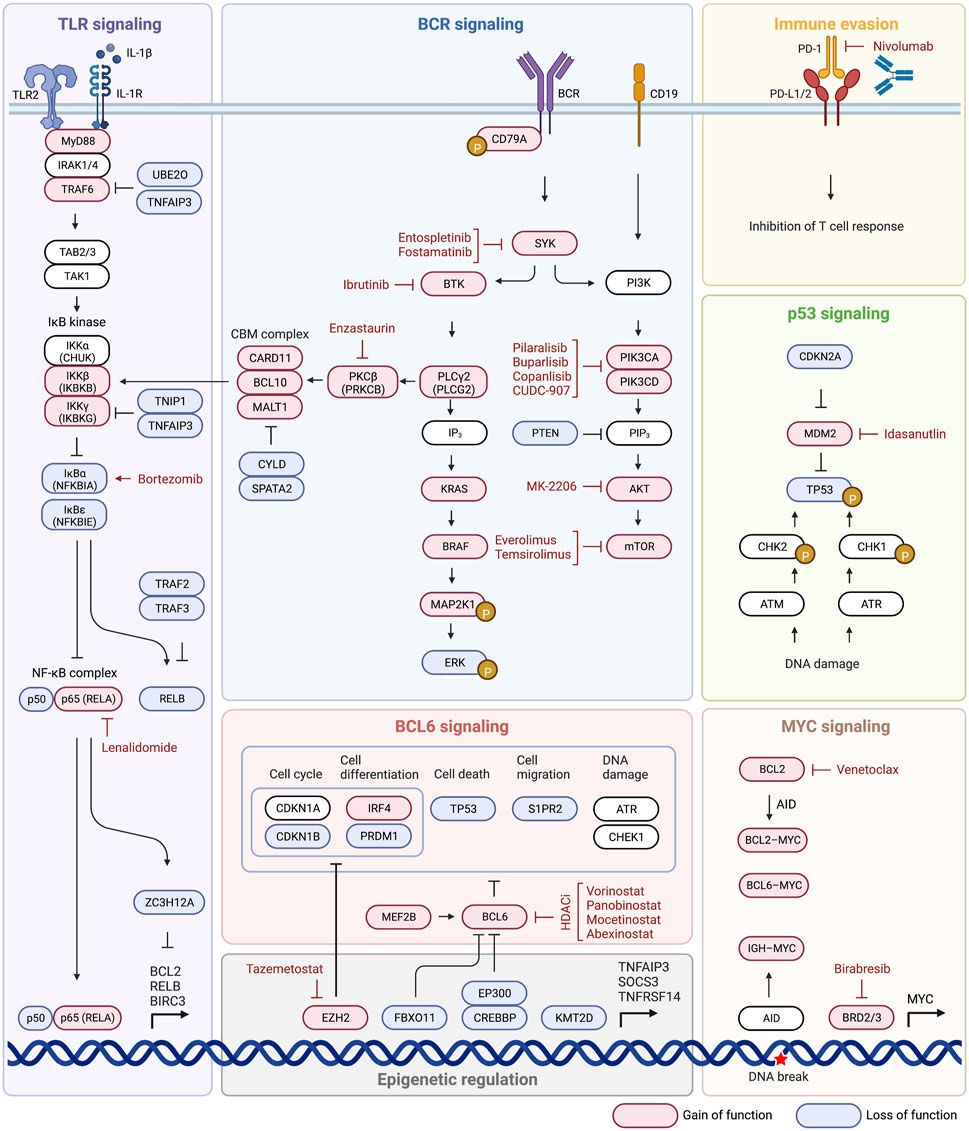 TLR signaling
IL-1β
TLR2
IL-1R
MyD88
IRAK1/4
TRAF6
UBE2O
TNFAIP3
TAB2/3
TAK1
IκB kinase
IKKα
(CHUK)
IKKβ
(IKBKB)
IKKγ
(IKBKG)
TNIP1
TNFAIP3
IκBα
(NFKBIA)
Bortezomib
IκBε
(NFKBIE)
TRAF2
TRAF3
NF-κB complex
p50
p65 (RELA)
RELB
Lenalidomide
ZC3H12A
BCL2
RELB
BIRC3
p50
p65 (RELA)
BCR signaling
BCR
CD19
CD79A
P
Entospletinib
Fostamatinib
SYK
Ibrutinib
BTK
PI3K
Enzastaurin
CBM complex
CARD11
BCL10
MALT1
PKCβ
(PRKCB)
PLCγ2
(PLCG2)
Pilaralisib
Buparlisib
Copanlisib
CUDC-907
PIK3CA
PIK3CD
CYLD
SPATA2
IP₃
PTEN
PIP₃
KRAS
MK-2206
AKT
BRAF
Everolimus
Temsirolimus
mTOR
MAP2K1
P
ERK
P
BCL6 signaling
Cell cycle
Cell
differentiation
Cell death
Cell
migration
DNA
damage
CDKN1A
IRF4
TP53
S1PR2
ATR
CDKN1B
PRDM1
CHEK1
MEF2B
BCL6
HDACi
Vorinostat
Panobinostat
Mocetinostat
Abexinostat
Tazemetostat
EZH2
FBXO11
EP300
CREBBP
KMT2D
TNFAIP3
SOCS3
TNFRSF14
Epigenetic regulation
Immune evasion
PD-1
Nivolumab
PD-L1/2
Inhibition of T cell response
p53 signaling
CDKN2A
MDM2
Idasanutlin
TP53
P
CHK2
P
CHK1
P
ATM
ATR
DNA damage
MYC signaling
BCL2
Venetoclax
AID
BCL2–MYC
BCL6–MYC
IGH–MYC
Birabresib
AID
BRD2/3
MYC
DNA break
Gain of function
Loss of function